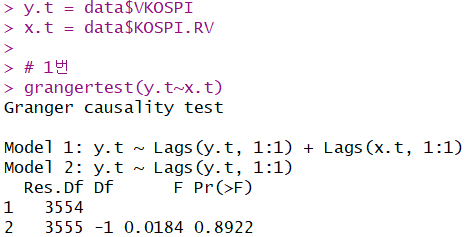 > y.t = data$VKOSPI
> x.t = data$KOSPI.RV
>
> # 1번
> grangertest(y.t~x.t)
Granger causality test

Model 1: y.t ~ Lags(y.t, 1:1) + Lags(x.t, 1:1)
Model 2: y.t ~ Lags(y.t, 1:1)
  Res.Df Df      F Pr(>F)
1   3554
2   3555 -1 0.0184 0.8922